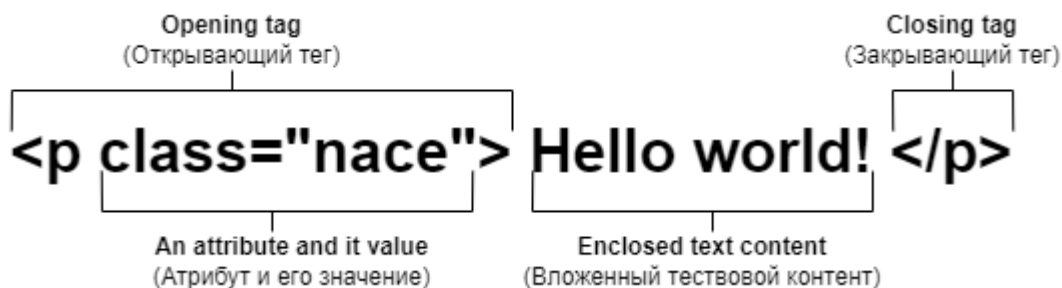 Opening tag
(Открывающий тег)
Closing tag
(Закрывающий тег)
<p class="nace"> Hello world! </p>
An attribute and it value
(Атрибут и его значение)
Enclosed text content
(Вложенный тествовой контент)